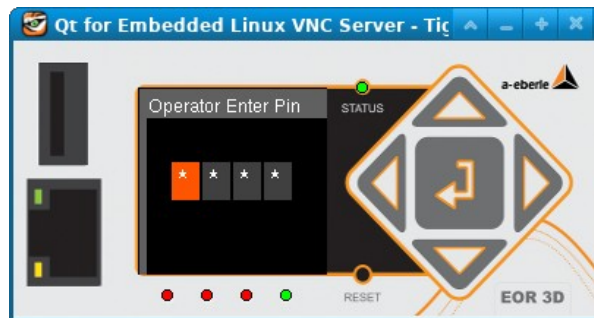 Qt for Embedded Linux VNC Server - Tig
a-eberle
Operator Enter Pin
STATUS
* * * *
RESET
EOR 3D